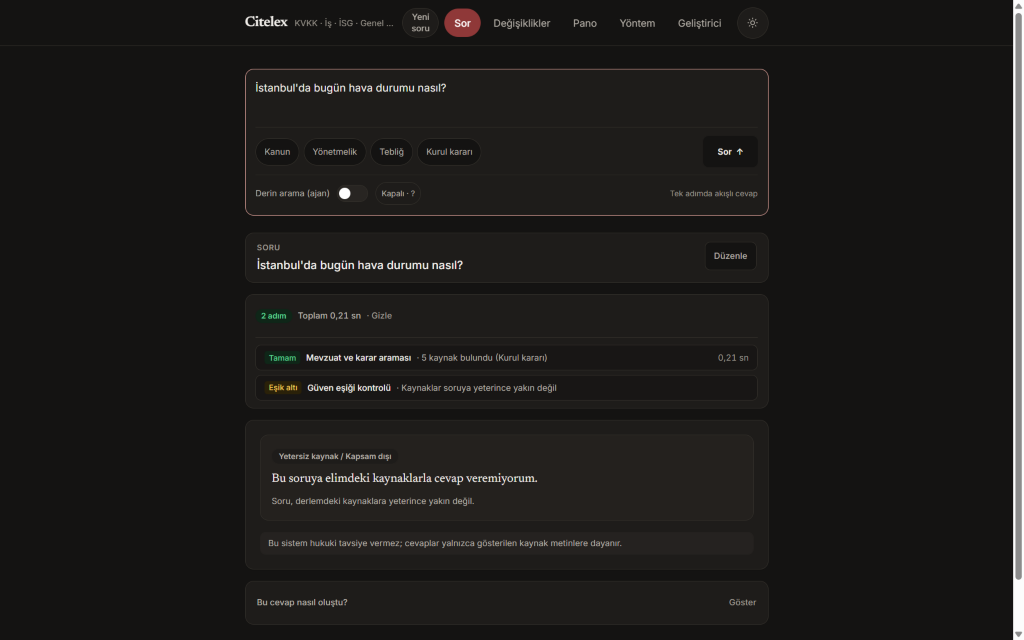 Citelex KVKK · İş · İSG · Genel ... Yeni soru Sor Değişiklikler Pano Yöntem Geliştirici
İstanbul'da bugün hava durumu nasıl?
Kanun Yönetmelik Tebliğ Kurul kararı Sor ↑
Derin arama (ajan) Kapalı · ? Tek adımda akışlı cevap
SORU
İstanbul'da bugün hava durumu nasıl?
Düzenle
2 adım Toplam 0,21 sn · Gizle
Tamam Mevzuat ve karar araması · 5 kaynak bulundu (Kurul kararı) 0,21 sn
Eşik altı Güven eşiği kontrolü · Kaynaklar soruya yeterince yakın değil
Yetersiz kaynak / Kapsam dışı
Bu soruya elimdeki kaynaklarla cevap veremiyorum.
Soru, derlemdeki kaynaklara yeterince yakın değil.
Bu sistem hukuki tavsiye vermez; cevaplar yalnızca gösterilen kaynak metinlere dayanır.
Bu cevap nasıl oluştu? Göster